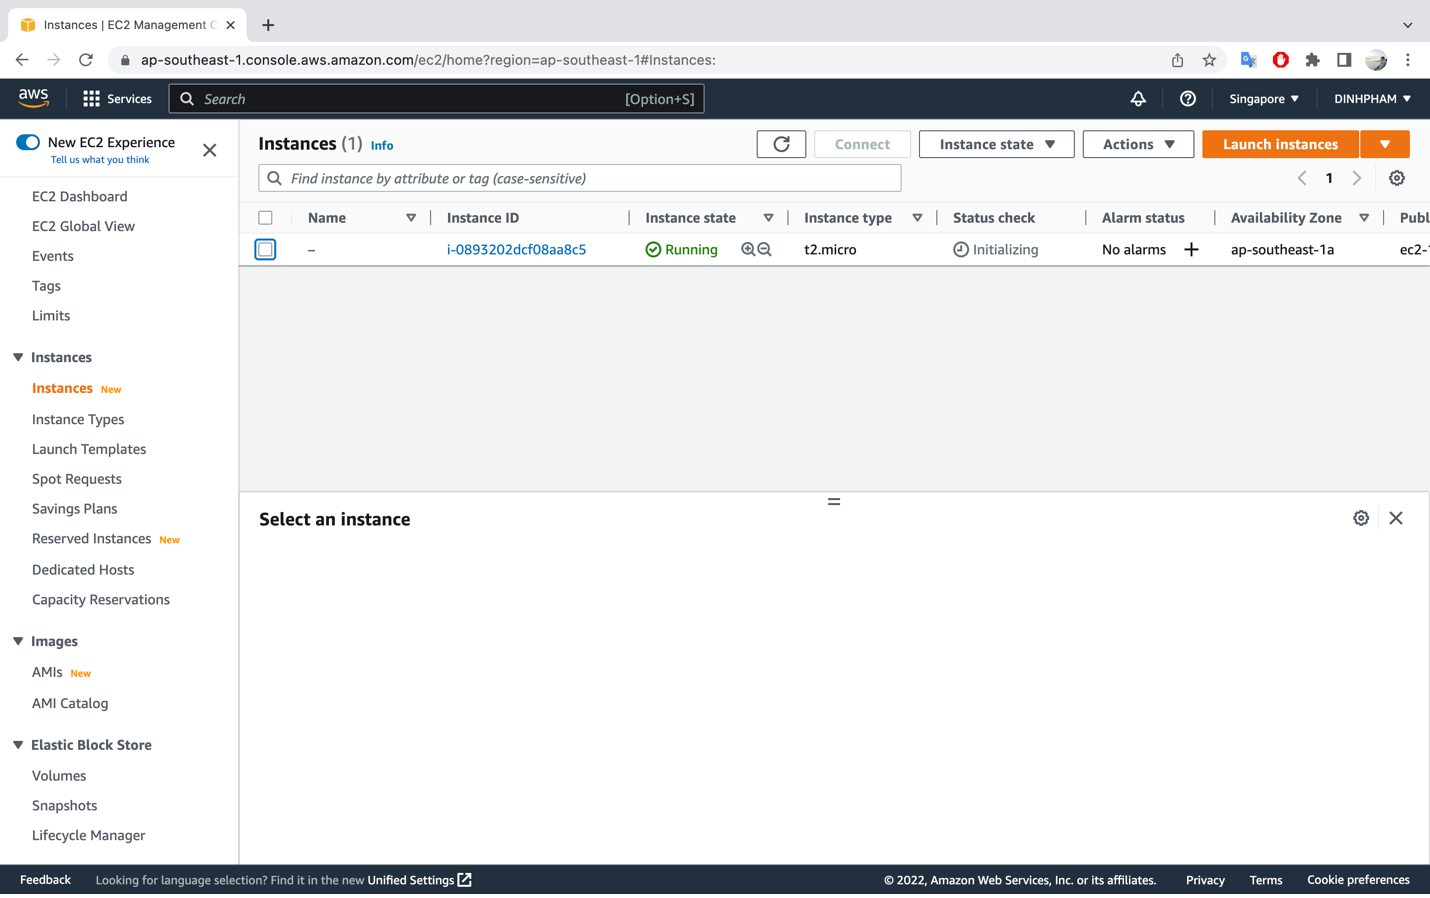 Instances | EC2 Management C
ap-southeast-1.console.aws.amazon.com/ec2/home?region=ap-southeast-1#Instances:
aws
Services
Search
[Option+S]
Singapore
DINHPHAM
New EC2 Experience
Tell us what you think
EC2 Dashboard
EC2 Global View
Events
Tags
Limits
Instances
Instances New
Instance Types
Launch Templates
Spot Requests
Savings Plans
Reserved Instances New
Dedicated Hosts
Capacity Reservations
Images
AMIs New
AMI Catalog
Elastic Block Store
Volumes
Snapshots
Lifecycle Manager
Instances (1) Info
Connect
Instance state
Actions
Launch instances
Find instance by attribute or tag (case-sensitive)
1
Name Instance ID Instance state Instance type Status check Alarm status Availability Zone Publ
– i-0893202dcf08aa8c5 Running t2.micro Initializing No alarms + ap-southeast-1a ec2-1
Select an instance
Feedback Looking for language selection? Find it in the new Unified Settings © 2022, Amazon Web Services, Inc. or its affiliates. Privacy Terms Cookie preferences